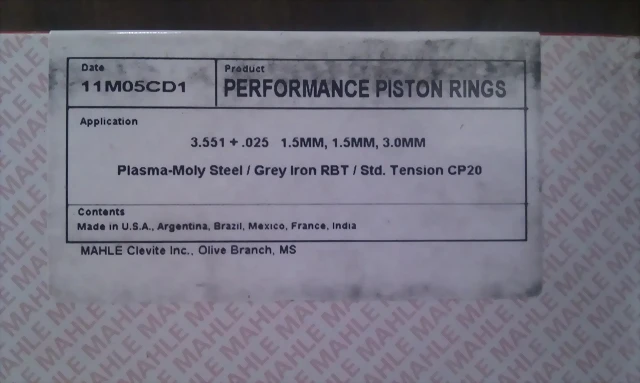 Date
11M05CD1
Product
PERFORMANCE PISTON RINGS
Application
3.551 + .025 1.5MM, 1.5MM, 3.0MM
Plasma-Moly Steel / Grey Iron RBT / Std. Tension CP20
Contents
Made in U.S.A., Argentina, Brazil, Mexico, France, India
MAHLE Clevite Inc., Olive Branch, MS
MAHLE